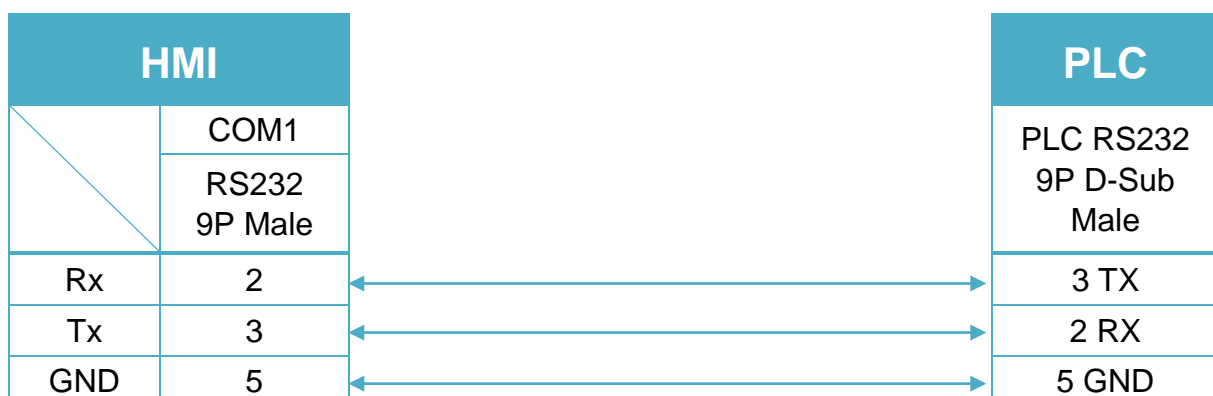 HMI
PLC
COM1
RS232
9P Male
PLC RS232
9P D-Sub
Male
Rx 2 3 TX
Tx 3 2 RX
GND 5 5 GND